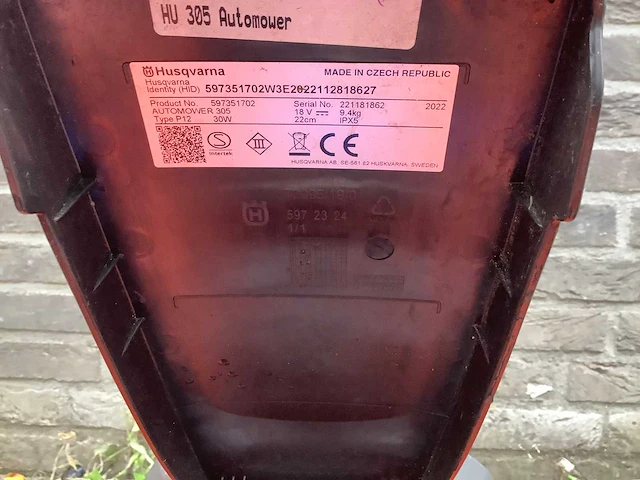 HU 305 Automower
Husqvarna
MADE IN CZECH REPUBLIC
Husqvarna
Identity (HID) 597351702W3E2022112818627
Product No. 597351702 Serial No. 221181862 2022
AUTOMOWER 305 18 V 9.4kg
Type P12 30W 22cm IPX5
Intertek III CE
HUSQVARNA AB, SE-561 82 HUSKVARNA, SWEDEN
597 23 24
1/1